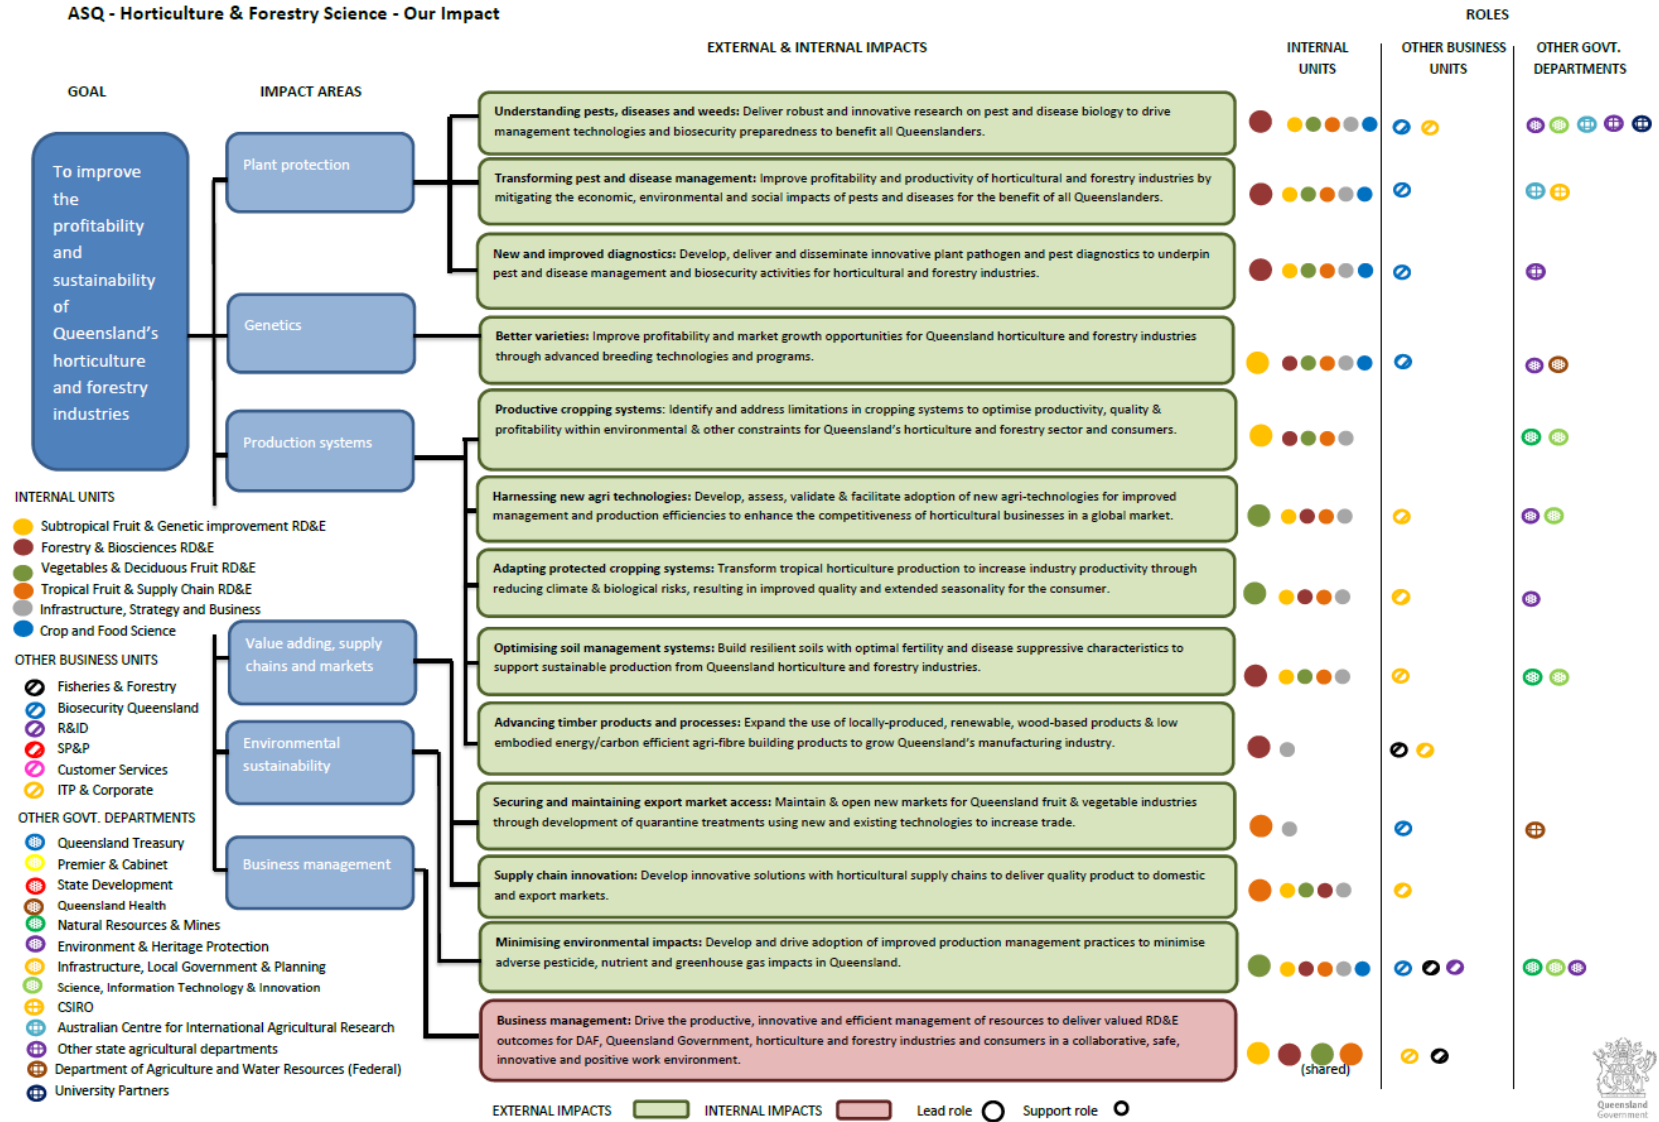 ASQ - Horticulture & Forestry Science - Our Impact
ROLES
EXTERNAL & INTERNAL IMPACTS
INTERNAL
UNITS
OTHER BUSINESS
UNITS
OTHER GOVT.
DEPARTMENTS
GOAL
IMPACT AREAS
To improve
the
profitability
and
sustainability
of
Queensland's
horticulture
and forestry
industries
Plant protection
Genetics
Production systems
Value adding, supply
chains and markets
Environmental
sustainability
Business management
Understanding pests, diseases and weeds: Deliver robust and innovative research on pest and disease biology to drive
management technologies and biosecurity preparedness to benefit all Queenslanders.
Transforming pest and disease management: Improve profitability and productivity of horticultural and forestry industries by
mitigating the economic, environmental and social impacts of pests and diseases for the benefit of all Queenslanders.
New and improved diagnostics: Develop, deliver and disseminate innovative plant pathogen and pest diagnostics to underpin
pest and disease management and biosecurity activities for horticultural and forestry industries.
Better varieties: Improve profitability and market growth opportunities for Queensland horticulture and forestry industries
through advanced breeding technologies and programs.
Productive cropping systems: Identify and address limitations in cropping systems to optimise productivity, quality &
profitability within environmental & other constraints for Queensland's horticulture and forestry sector and consumers.
Harnessing new agri technologies: Develop, assess, validate & facilitate adoption of new agri-technologies for improved
management and production efficiencies to enhance the competitiveness of horticultural businesses in a global market.
Adapting protected cropping systems: Transform tropical horticulture production to increase industry productivity through
reducing climate & biological risks, resulting in improved quality and extended seasonality for the consumer.
Optimising soil management systems: Build resilient soils with optimal fertility and disease suppressive characteristics to
support sustainable production from Queensland horticulture and forestry industries.
Advancing timber products and processes: Expand the use of locally-produced, renewable, wood-based products & low
embodied energy/carbon efficient agri-fibre building products to grow Queensland's manufacturing industry.
Securing and maintaining export market access: Maintain & open new markets for Queensland fruit & vegetable industries
through development of quarantine treatments using new and existing technologies to increase trade.
Supply chain innovation: Develop innovative solutions with horticultural supply chains to deliver quality product to domestic
and export markets.
Minimising environmental impacts: Develop and drive adoption of improved production management practices to minimise
adverse pesticide, nutrient and greenhouse gas impacts in Queensland.
Business management: Drive the productive, innovative and efficient management of resources to deliver valued RD&E
outcomes for DAF, Queensland Government, horticulture and forestry industries and consumers in a collaborative, safe,
innovative and positive work environment.
(shared)
INTERNAL UNITS
Subtropical Fruit & Genetic improvement RD&E
Forestry & Biosciences RD&E
Vegetables & Deciduous Fruit RD&E
Tropical Fruit & Supply Chain RD&E
Infrastructure, Strategy and Business
Crop and Food Science
OTHER BUSINESS UNITS
Fisheries & Forestry
Biosecurity Queensland
R&ID
SP&P
Customer Services
ITP & Corporate
OTHER GOVT. DEPARTMENTS
Queensland Treasury
Premier & Cabinet
State Development
Queensland Health
Natural Resources & Mines
Environment & Heritage Protection
Infrastructure, Local Government & Planning
Science, Information Technology & Innovation
CSIRO
Australian Centre for International Agricultural Research
Other state agricultural departments
Department of Agriculture and Water Resources (Federal)
University Partners
EXTERNAL IMPACTS
INTERNAL IMPACTS
Lead role
Support role
Queensland
Government